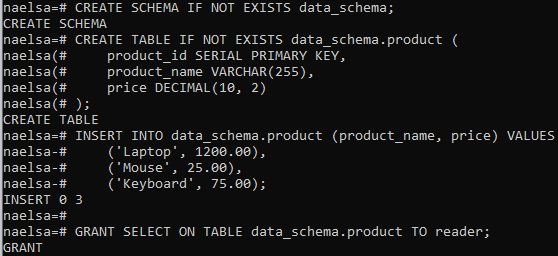 naelsa=# CREATE SCHEMA IF NOT EXISTS data_schema;
CREATE SCHEMA
naelsa=# CREATE TABLE IF NOT EXISTS data_schema.product (
naelsa(#     product_id SERIAL PRIMARY KEY,
naelsa(#     product_name VARCHAR(255),
naelsa(#     price DECIMAL(10, 2)
naelsa(# );
CREATE TABLE
naelsa=# INSERT INTO data_schema.product (product_name, price) VALUES
naelsa-#     ('Laptop', 1200.00),
naelsa-#     ('Mouse', 25.00),
naelsa-#     ('Keyboard', 75.00);
INSERT 0 3
naelsa=#
naelsa=# GRANT SELECT ON TABLE data_schema.product TO reader;
GRANT